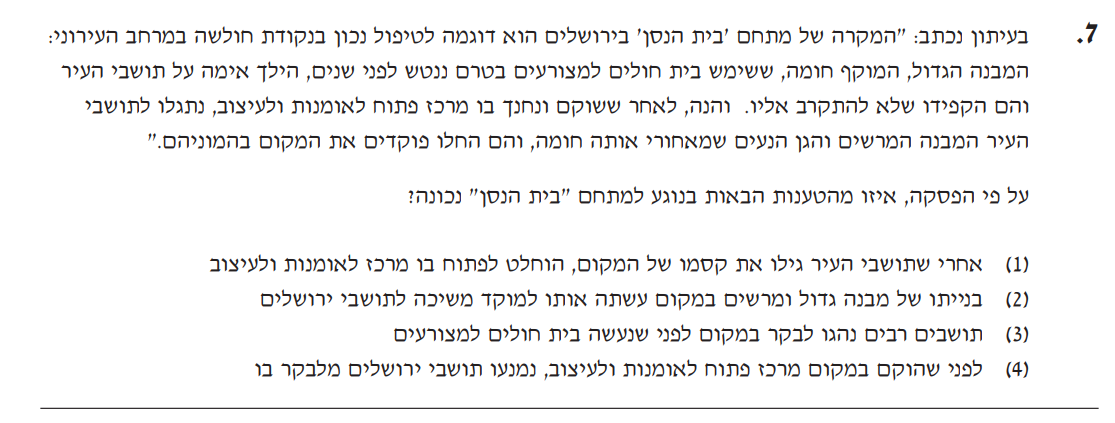 7. בעיתון נכתב: "המקרה של מתחם 'בית הנסן' בירושלים הוא דוגמה לטיפול נכון בנקודת חולשה במרחב העירוני:
המבנה הגדול, המוקף חומה, ששימש בית חולים למצורעים בטרם ננטש לפני שנים, הילך אימה על תושבי העיר
והם הקפידו שלא להתקרב אליו. והנה, לאחר ששוקם ונחנך בו מרכז פתוח לאומנות ולעיצוב, נתגלו לתושבי
העיר המבנה המרשים והגן הנעים שמאחורי אותה חומה, והם החלו פוקדים את המקום בהמוניהם."
על פי הפסקה, איזו מהטענות הבאות בנוגע למתחם "בית הנסן" נכונה?
(1) אחרי שתושבי העיר גילו את קסמו של המקום, הוחלט לפתוח בו מרכז לאומנות ולעיצוב
(2) בנייתו של מבנה גדול ומרשים במקום עשתה אותו למוקד משיכה לתושבי ירושלים
(3) תושבים רבים נהגו לבקר במקום לפני שנעשה בית חולים למצורעים
(4) לפני שהוקם במקום מרכז פתוח לאומנות ולעיצוב, נמנעו תושבי ירושלים מלבקר בו